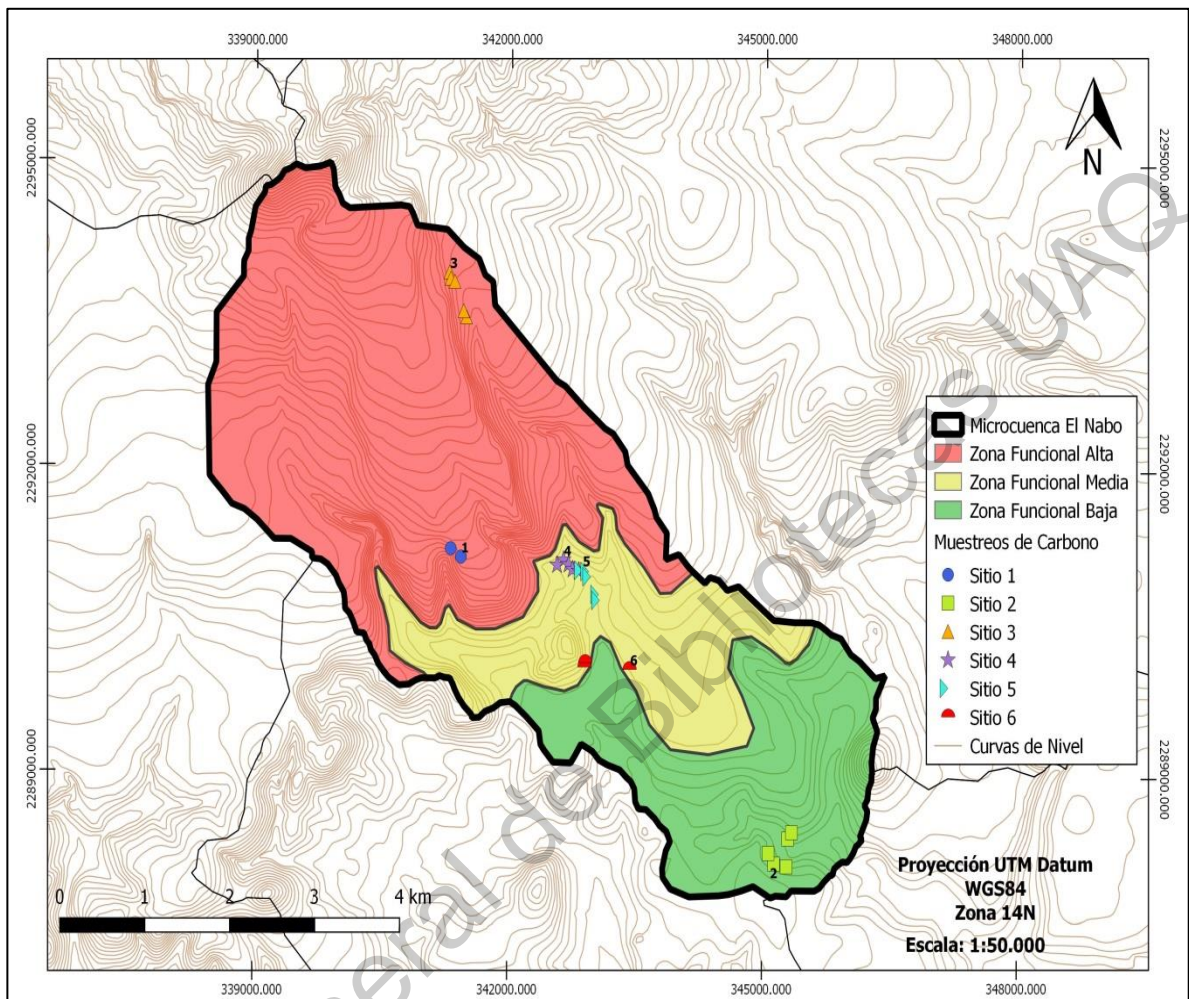 339000.000
342000.000
345000.000
348000.000
2295000.000
2295000.000
N
3
2292000.000
2292000.000
Microcuenca El Nabo
Zona Funcional Alta
Zona Funcional Media
Zona Funcional Baja
Muestreos de Carbono
Sitio 1
Sitio 2
Sitio 3
Sitio 4
Sitio 5
Sitio 6
Curvas de Nivel
1
4
5
6
2289000.000
2289000.000
2
Proyección UTM Datum
WGS84
Zona 14N
Escala: 1:50.000
0
1
2
3
4 km
339000.000
342000.000
345000.000
348000.000
eral de Bibliotecas UAQ